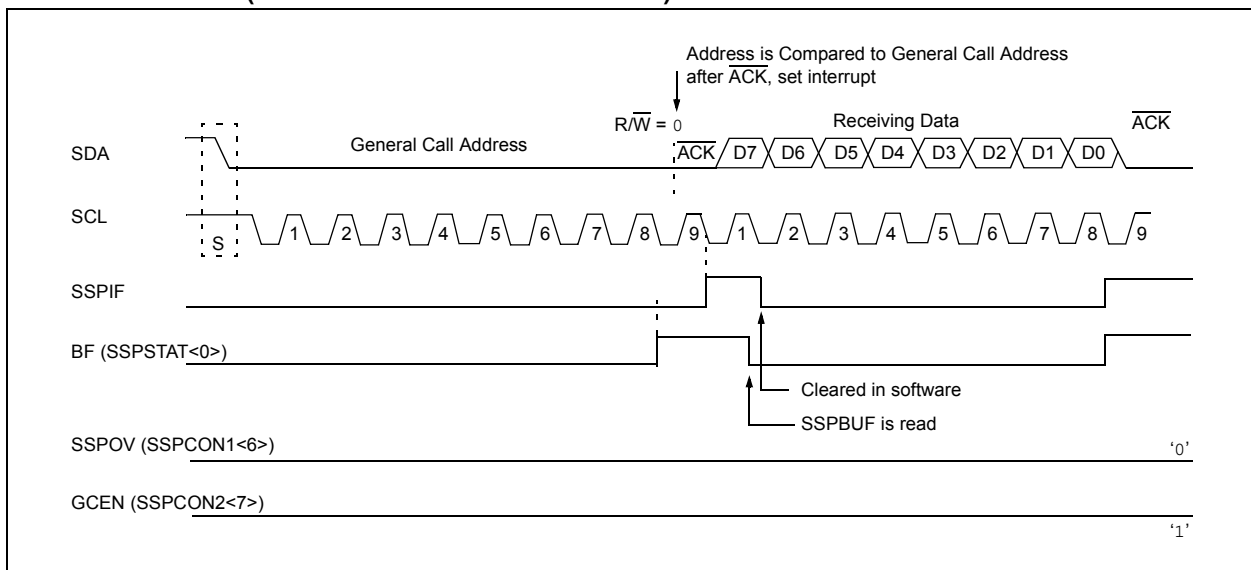 Address is Compared to General Call Address
after ACK, set interrupt
R/W = 0
Receiving Data
ACK
SDA
General Call Address
ACK
D7 D6 D5 D4 D3 D2 D1 D0
SCL
S
1 2 3 4 5 6 7 8 9 1 2 3 4 5 6 7 8 9
SSPIF
BF (SSPSTAT<0>)
Cleared in software
SSPBUF is read
SSPOV (SSPCON1<6>)
‘0’
GCEN (SSPCON2<7>)
‘1’